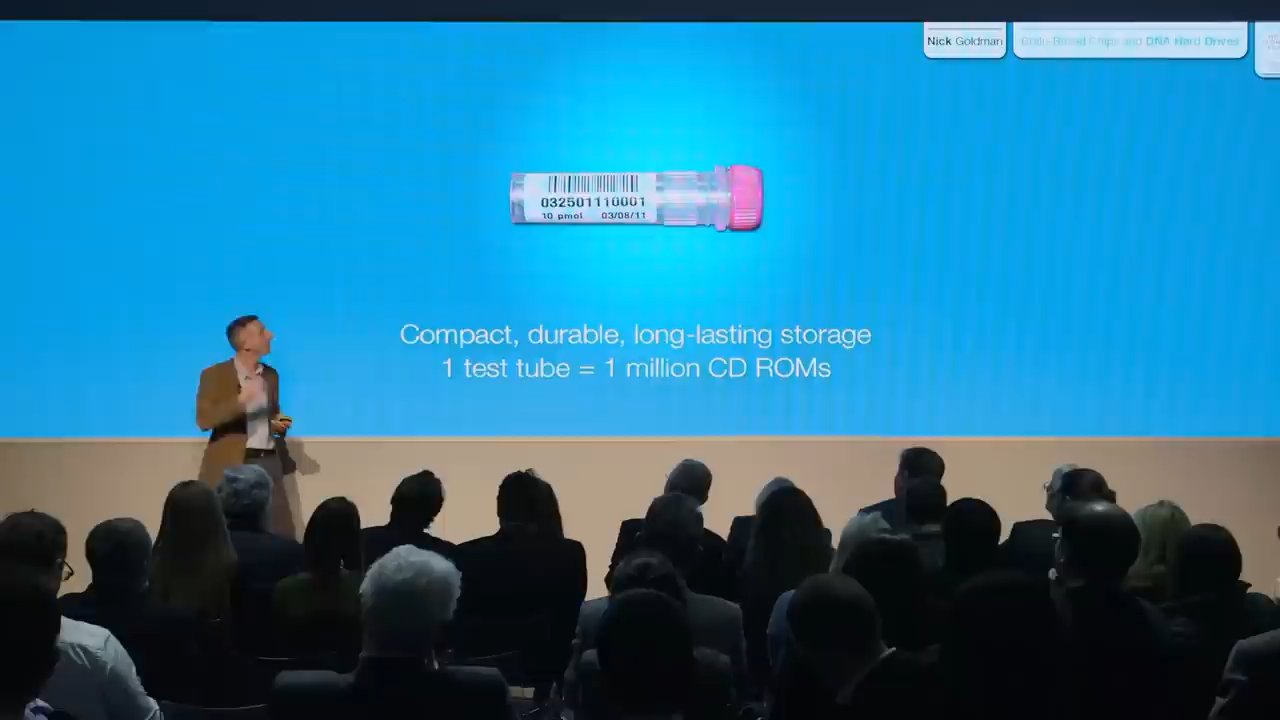 Nick Goldman
and DNA Hard Drives
032501110001
10 pmol 03/08/11
Compact, durable, long-lasting storage
1 test tube = 1 million CD ROMs